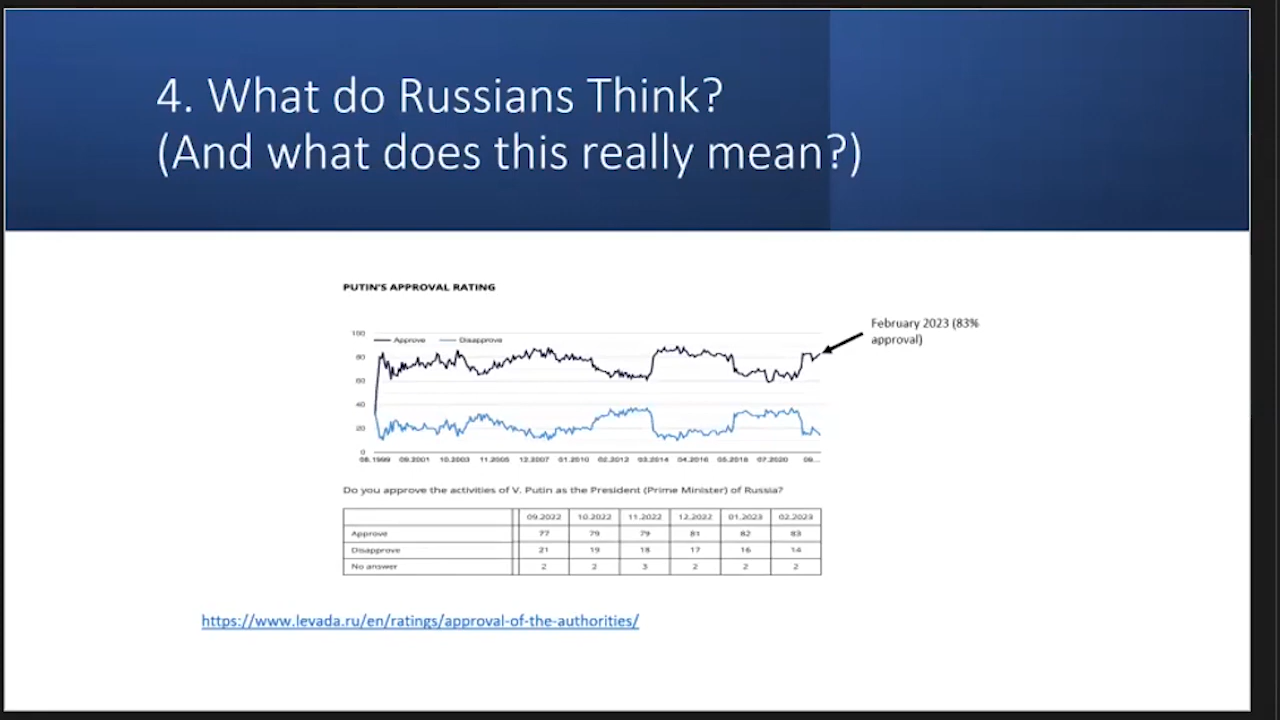 4. What do Russians Think?
(And what does this really mean?)
PUTIN'S APPROVAL RATING
February 2023 (83%
approval)
100
Approve Disapprove
80
60
40
20
0
08.1999 09.2001 10.2003 11.2005 12.2007 01.2010 02.2012 03.2014 04.2016 05.2018 07.2020 09...
Do you approve the activities of V. Putin as the President (Prime Minister) of Russia?
09.2022 10.2022 11.2022 12.2022 01.2023 02.2023
Approve 77 79 79 81 82 83
Disapprove 21 19 18 17 16 14
No answer 2 2 3 2 2 2
https://www.levada.ru/en/ratings/approval-of-the-authorities/